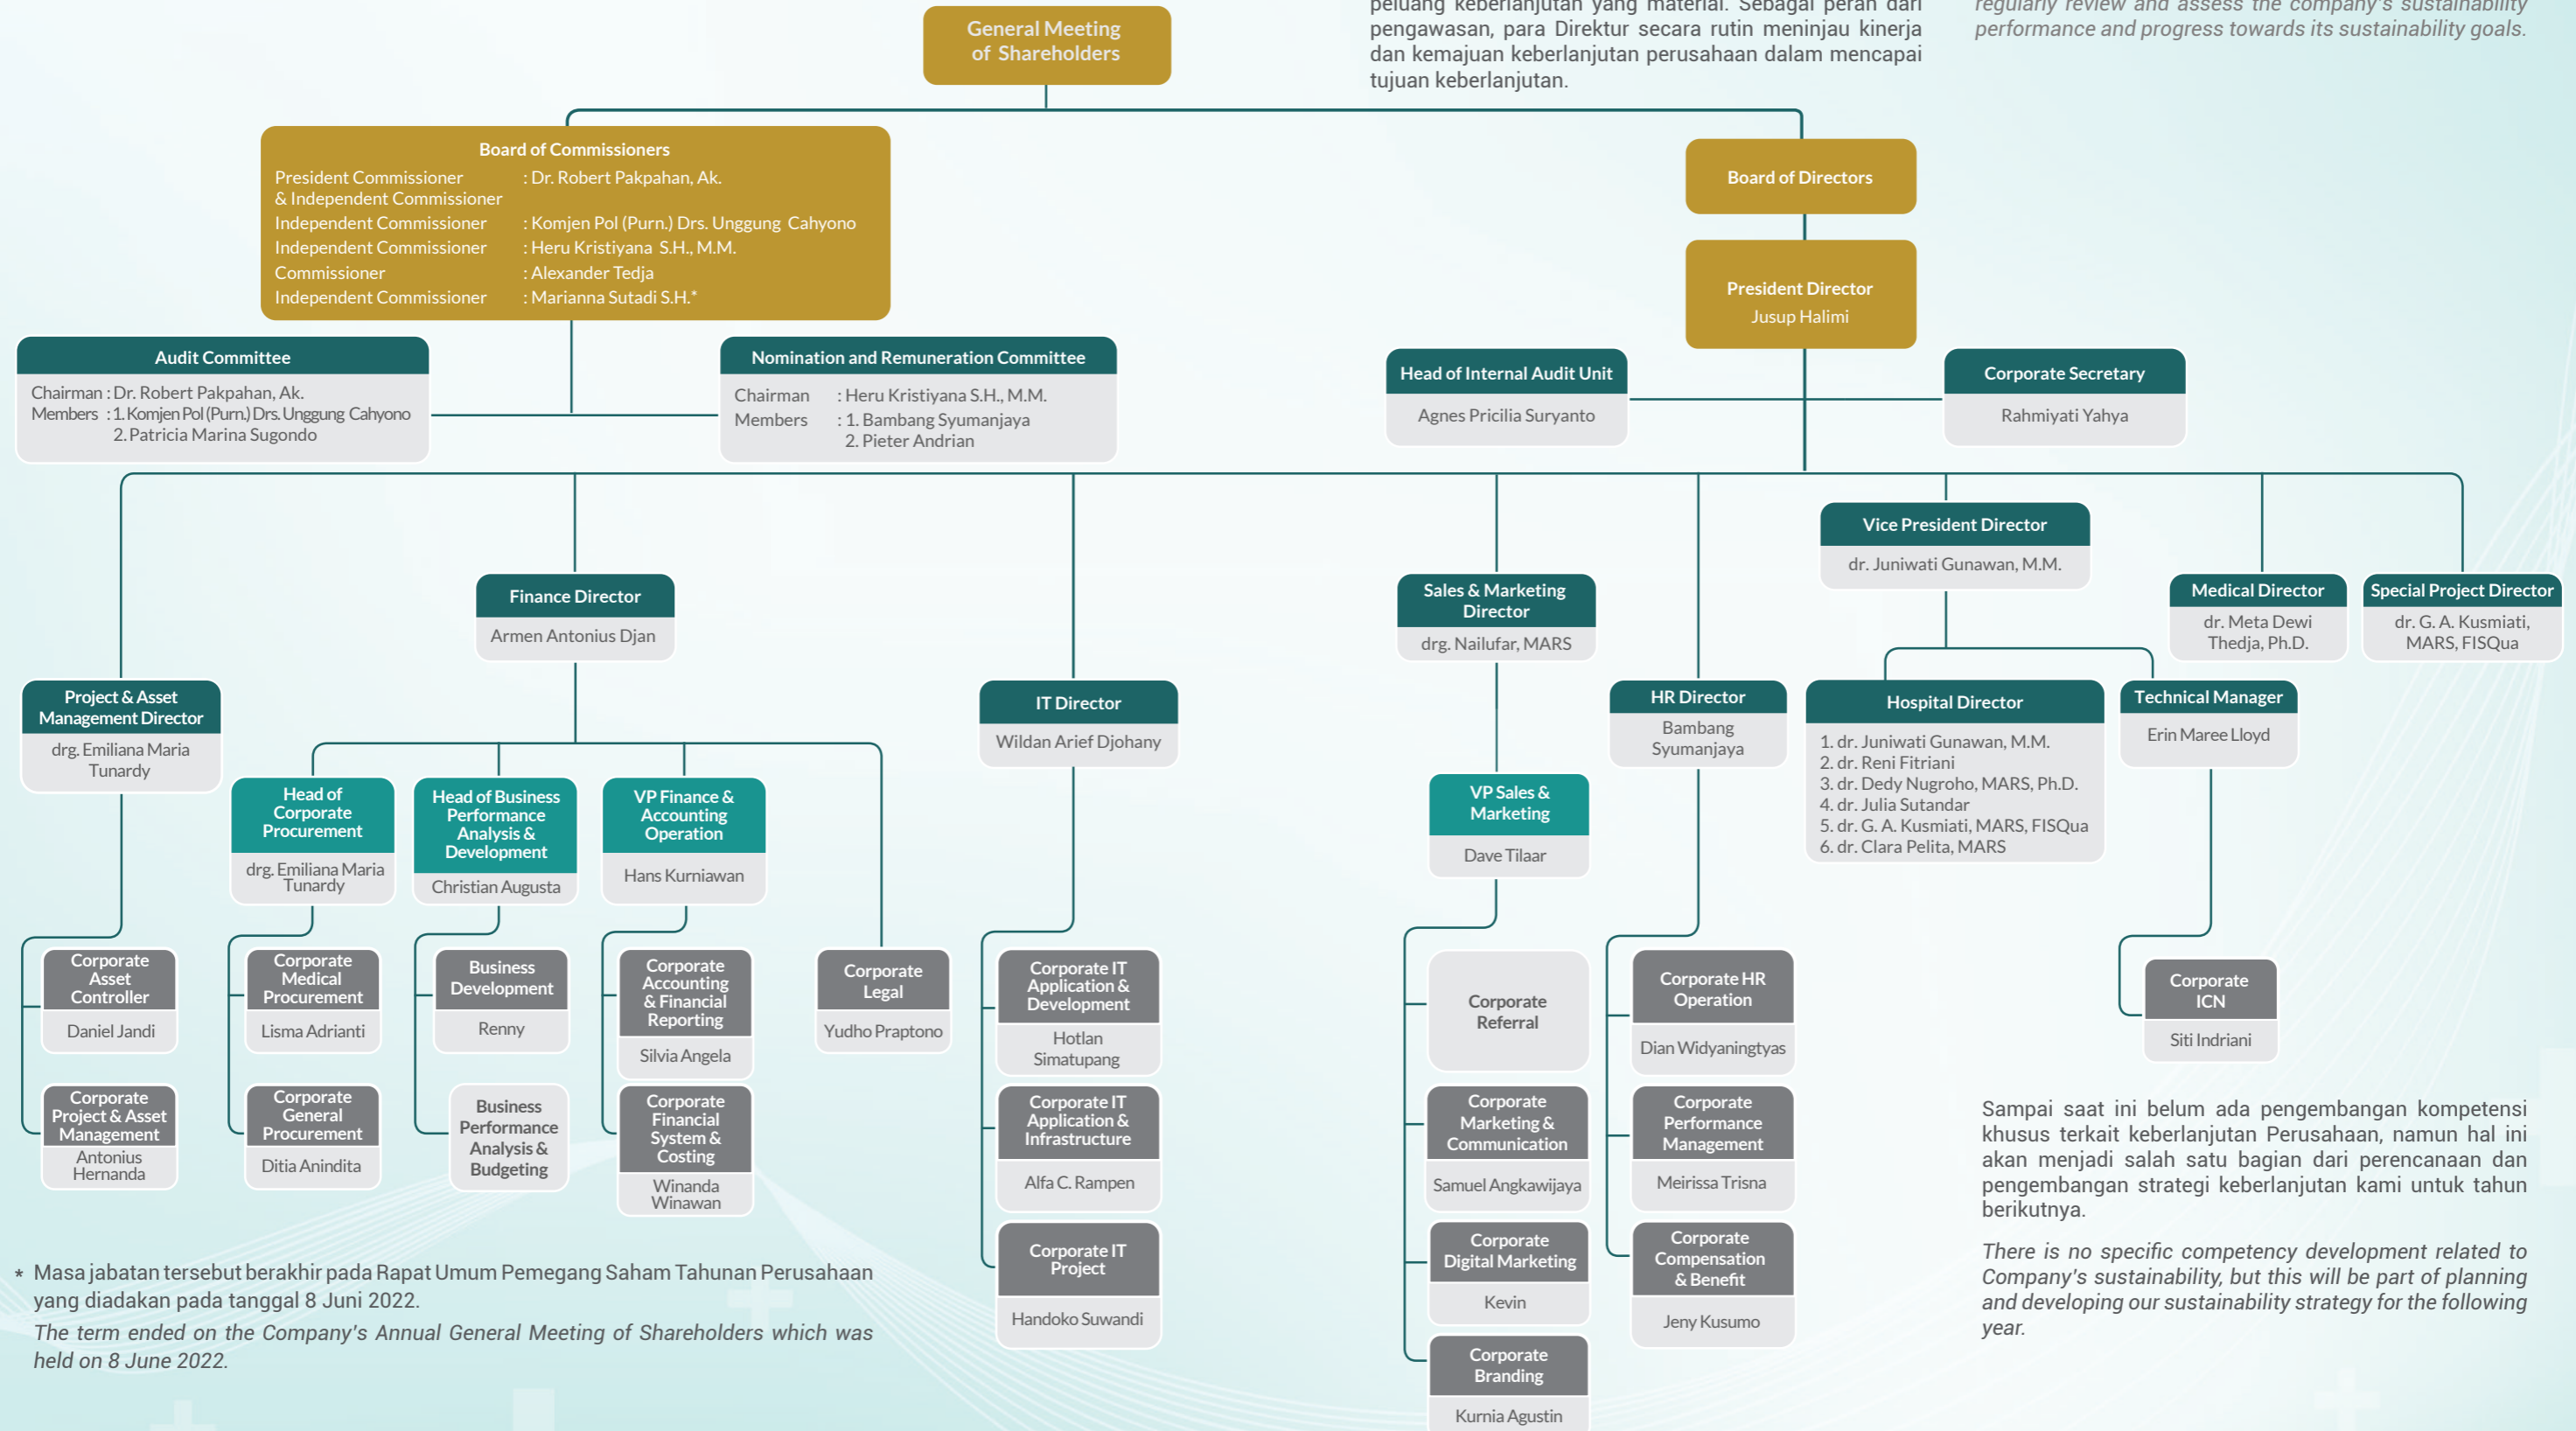 peluang keberlanjutan yang material. Sebagai peran dari
pengawasan, para Direktur secara rutin meninjau kinerja
dan kemajuan keberlanjutan perusahaan dalam mencapai
tujuan keberlanjutan.
regularly review and assess the company's sustainability
performance and progress towards its sustainability goals.
General Meeting
of Shareholders
Board of Commissioners
President Commissioner : Dr. Robert Pakpahan, Ak.
& Independent Commissioner
Independent Commissioner : Komjen Pol (Purn.) Drs. Unggung Cahyono
Independent Commissioner : Heru Kristiyana S.H., M.M.
Commissioner : Alexander Tedja
Independent Commissioner : Marianna Sutadi S.H.*
Board of Directors
President Director
Jusup Halimi
Audit Committee
Chairman : Dr. Robert Pakpahan, Ak.
Members : 1. Komjen Pol (Purn.) Drs. Unggung Cahyono
2. Patricia Marina Sugondo
Nomination and Remuneration Committee
Chairman : Heru Kristiyana S.H., M.M.
Members : 1. Bambang Syumanjaya
2. Pieter Andrian
Head of Internal Audit Unit
Agnes Pricilia Suryanto
Corporate Secretary
Rahmiyati Yahya
Project & Asset
Management Director
drg. Emiliana Maria
Tunardy
Finance Director
Armen Antonius Djan
IT Director
Wildan Arief Djohany
Sales & Marketing
Director
drg. Nailufar, MARS
HR Director
Bambang
Syumanjaya
Vice President Director
dr. Juniwati Gunawan, M.M.
Medical Director
dr. Meta Dewi
Thedja, Ph.D.
Special Project Director
dr. G. A. Kusmiati,
MARS, FISQua
Hospital Director
1. dr. Juniwati Gunawan, M.M.
2. dr. Reni Fitriani
3. dr. Dedy Nugroho, MARS, Ph.D.
4. dr. Julia Sutandar
5. dr. G. A. Kusmiati, MARS, FISQua
6. dr. Clara Pelita, MARS
Technical Manager
Erin Maree Lloyd
Head of
Corporate
Procurement
drg. Emiliana Maria
Tunardy
Head of Business
Performance
Analysis &
Development
Christian Augusta
VP Finance &
Accounting
Operation
Hans Kurniawan
VP Sales &
Marketing
Dave Tilaar
Corporate
Asset
Controller
Daniel Jandi
Corporate
Project & Asset
Management
Antonius
Hernanda
Corporate
Medical
Procurement
Lisma Adrianti
Corporate
General
Procurement
Ditia Anindita
Business
Development
Renny
Business
Performance
Analysis &
Budgeting
Corporate
Accounting
& Financial
Reporting
Silvia Angela
Corporate
Financial
System &
Costing
Winanda
Winawan
Corporate
Legal
Yudho Praptono
Corporate IT
Application &
Development
Hotlan
Simatupang
Corporate IT
Application &
Infrastructure
Alfa C. Rampen
Corporate IT
Project
Handoko Suwandi
Corporate
Referral
Corporate
Marketing &
Communication
Samuel Angkawijaya
Corporate
Digital Marketing
Kevin
Corporate
Branding
Kurnia Agustin
Corporate HR
Operation
Dian Widyaningtyas
Corporate
Performance
Management
Meirissa Trisna
Corporate
Compensation
& Benefit
Jeny Kusumo
Corporate
ICN
Siti Indriani
Sampai saat ini belum ada pengembangan kompetensi
khusus terkait keberlanjutan Perusahaan, namun hal ini
akan menjadi salah satu bagian dari perencanaan dan
pengembangan strategi keberlanjutan kami untuk tahun
berikutnya.
There is no specific competency development related to
Company's sustainability, but this will be part of planning
and developing our sustainability strategy for the following
year.
* Masa jabatan tersebut berakhir pada Rapat Umum Pemegang Saham Tahunan Perusahaan
yang diadakan pada tanggal 8 Juni 2022.
The term ended on the Company's Annual General Meeting of Shareholders which was
held on 8 June 2022.